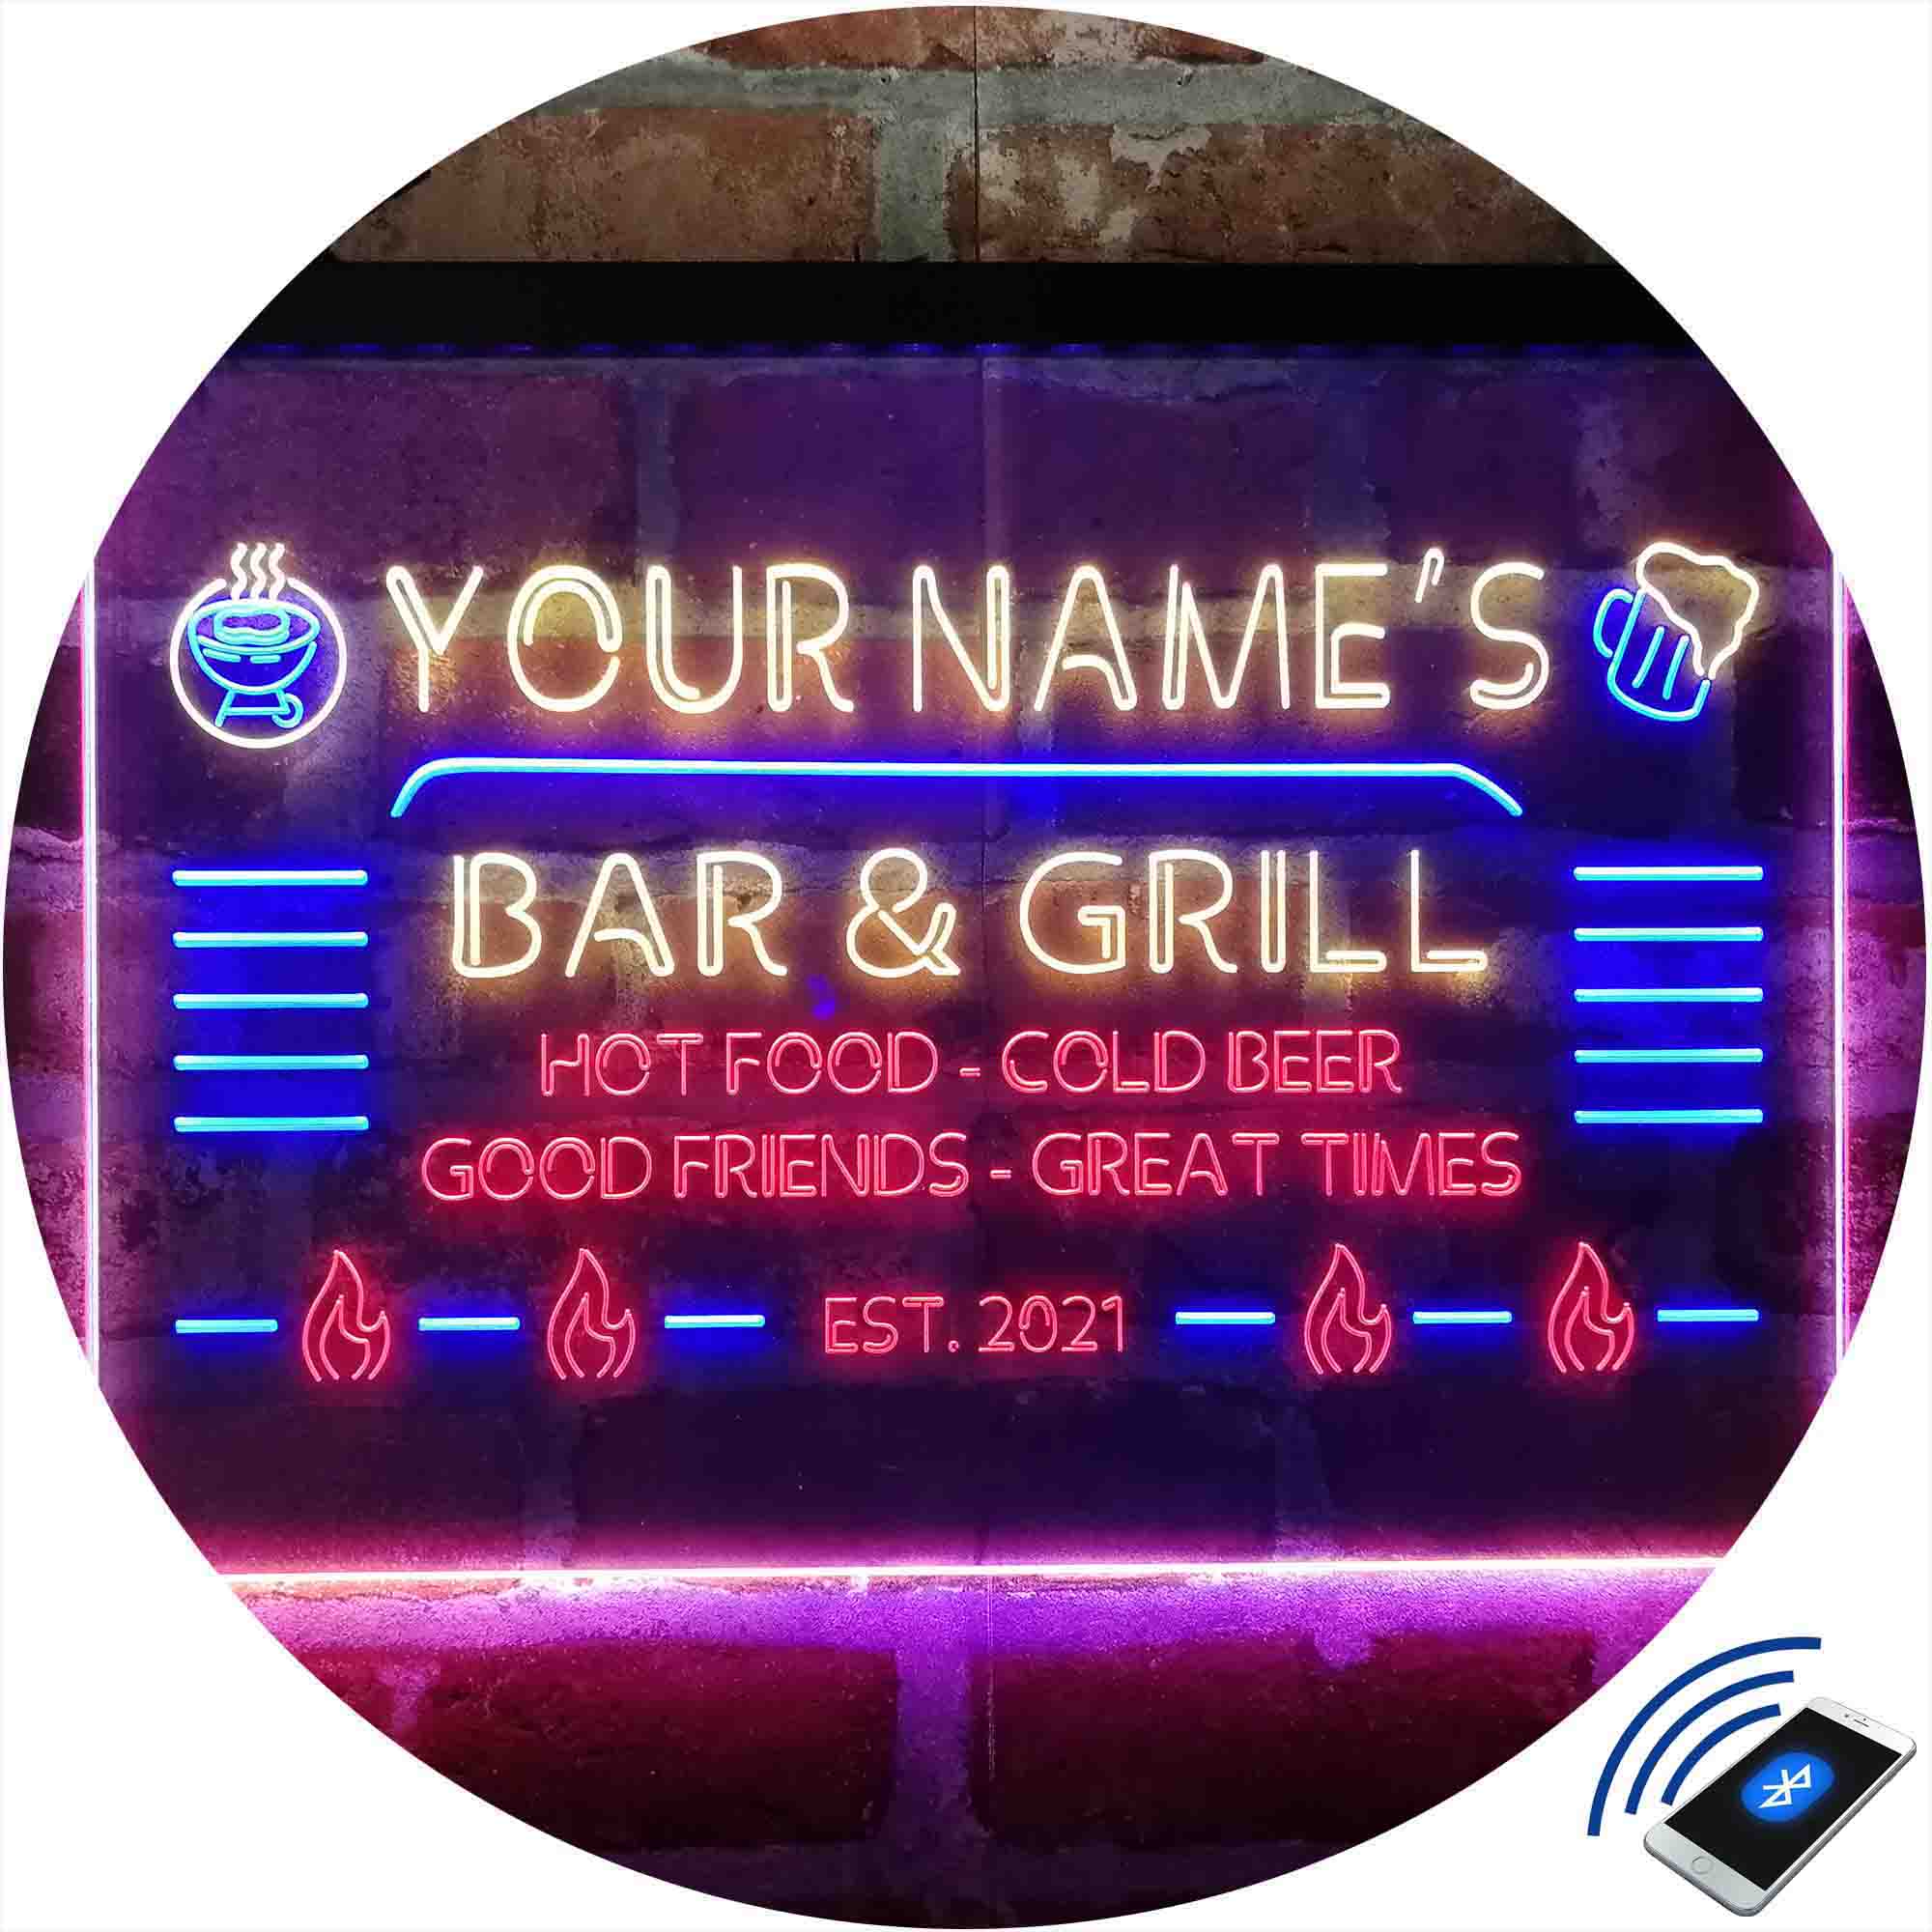 YOUR NAME'S
BAR & GRILL
HOT FOOD - COLD BEER
GOOD FRIENDS - GREAT TIMES
EST. 2021